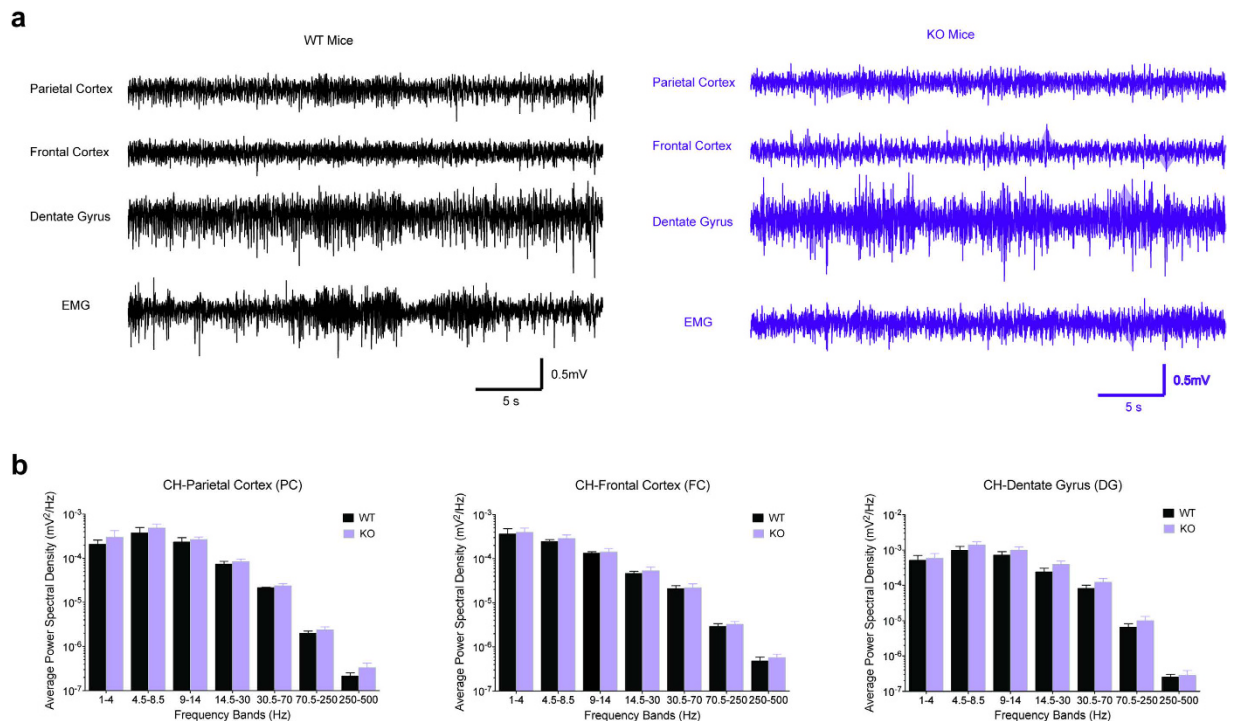 a
WT Mice
Parietal Cortex
Frontal Cortex
Dentate Gyrus
EMG
0.5mV
5 s
KO Mice
Parietal Cortex
Frontal Cortex
Dentate Gyrus
EMG
0.5mV
5 s
b
CH-Parietal Cortex (PC)
Average Power Spectral Density (mV²/Hz)
10⁻³
10⁻⁴
10⁻⁵
10⁻⁶
10⁻⁷
WT
KO
1-4 4.5-8.5 9-14 14.5-30 30.5-70 70.5-250 250-500
Frequency Bands (Hz)
CH-Frontal Cortex (FC)
Average Power Spectral Density (mV²/Hz)
10⁻³
10⁻⁴
10⁻⁵
10⁻⁶
10⁻⁷
WT
KO
1-4 4.5-8.5 9-14 14.5-30 30.5-70 70.5-250 250-500
Frequency Bands (Hz)
CH-Dentate Gyrus (DG)
Average Power Spectral Density (mV²/Hz)
10⁻²
10⁻³
10⁻⁴
10⁻⁵
10⁻⁶
10⁻⁷
WT
KO
1-4 4.5-8.5 9-14 14.5-30 30.5-70 70.5-250 250-500
Frequency Bands (Hz)